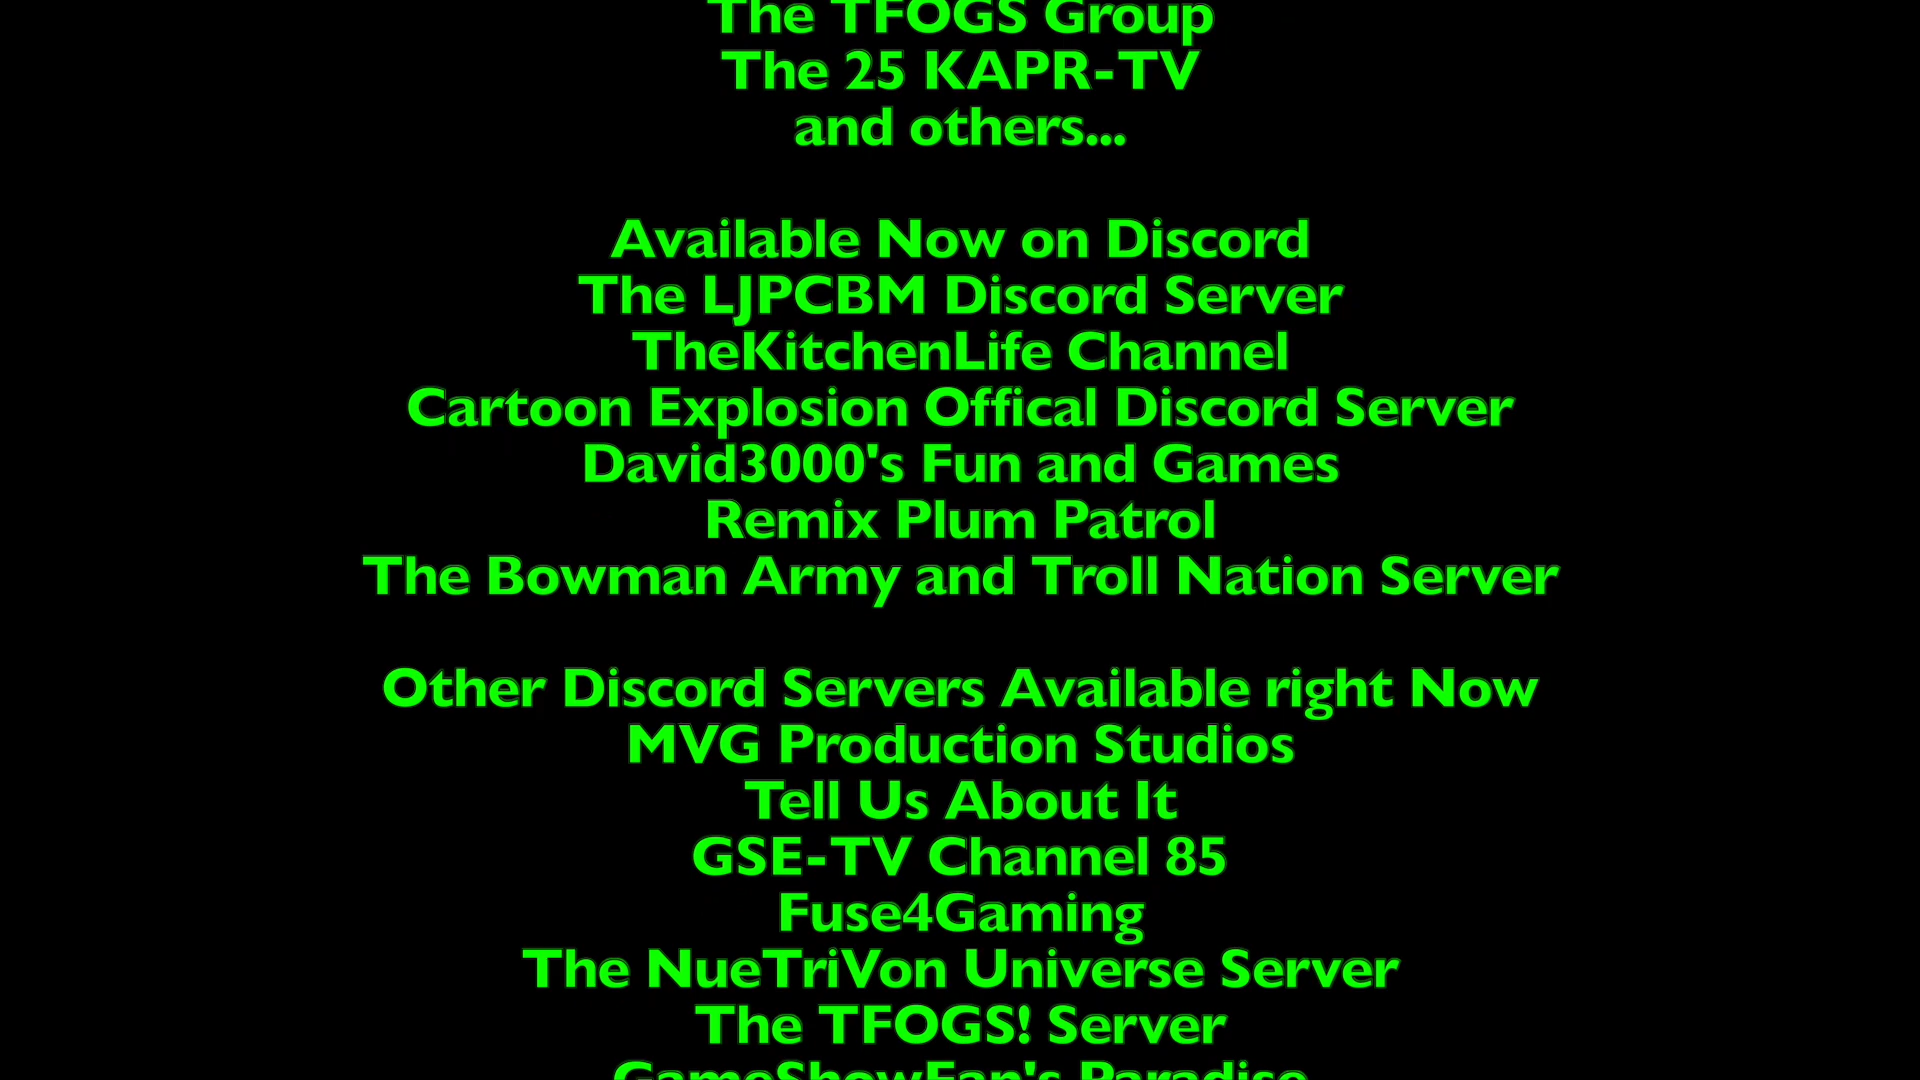 The TFOGS Group
The 25 KAPR-TV
and others...
Available Now on Discord
The LJPCBM Discord Server
TheKitchenLife Channel
Cartoon Explosion Offical Discord Server
David3000's Fun and Games
Remix Plum Patrol
The Bowman Army and Troll Nation Server
Other Discord Servers Available right Now
MVG Production Studios
Tell Us About It
GSE-TV Channel 85
Fuse4Gaming
The NueTriVon Universe Server
The TFOGS! Server
GameShowFan's Paradise